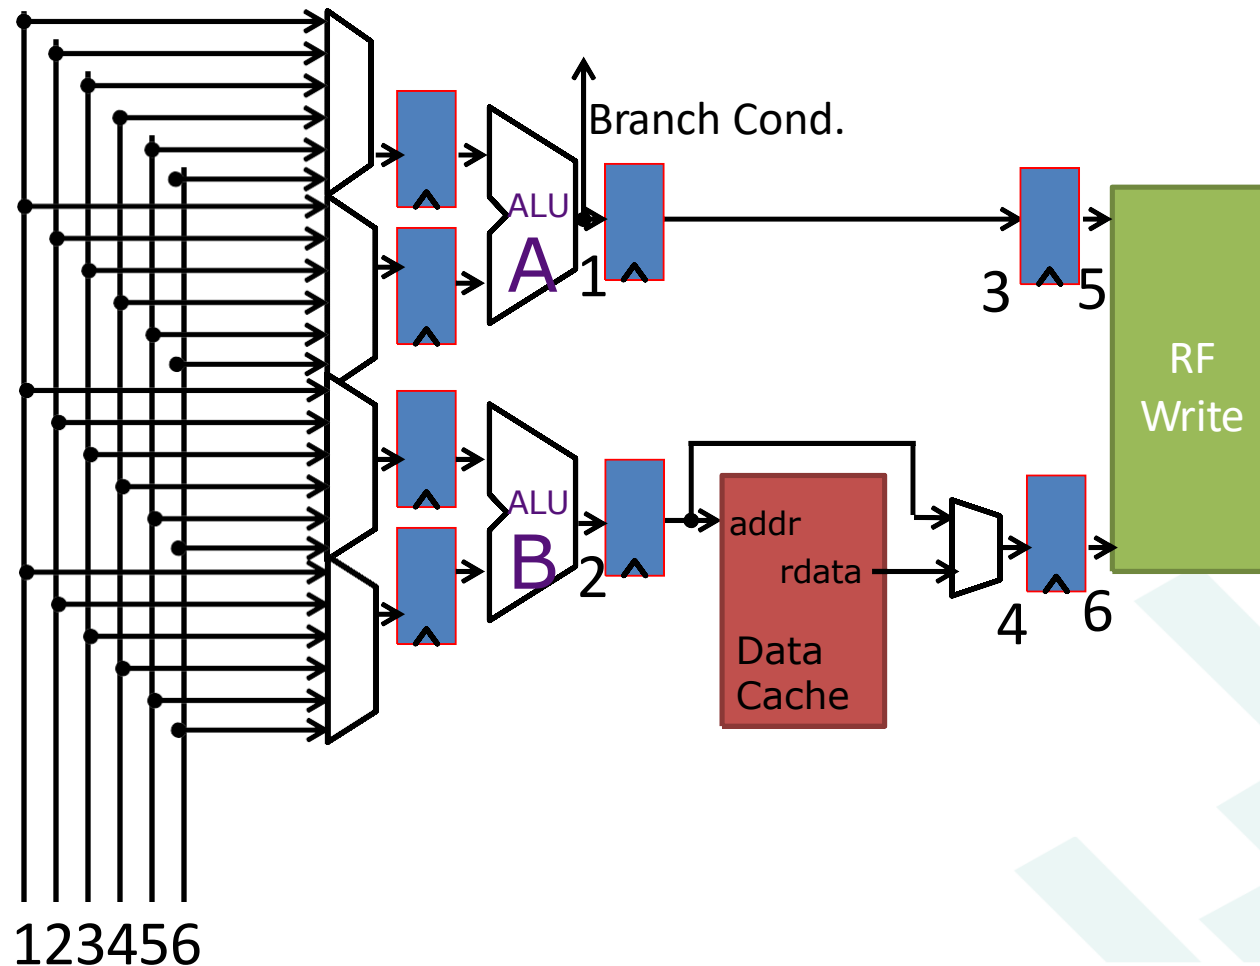 Branch Cond.
ALU
A
1
3
5
RF
Write
ALU
B
2
addr
rdata
Data
Cache
4
6
123456